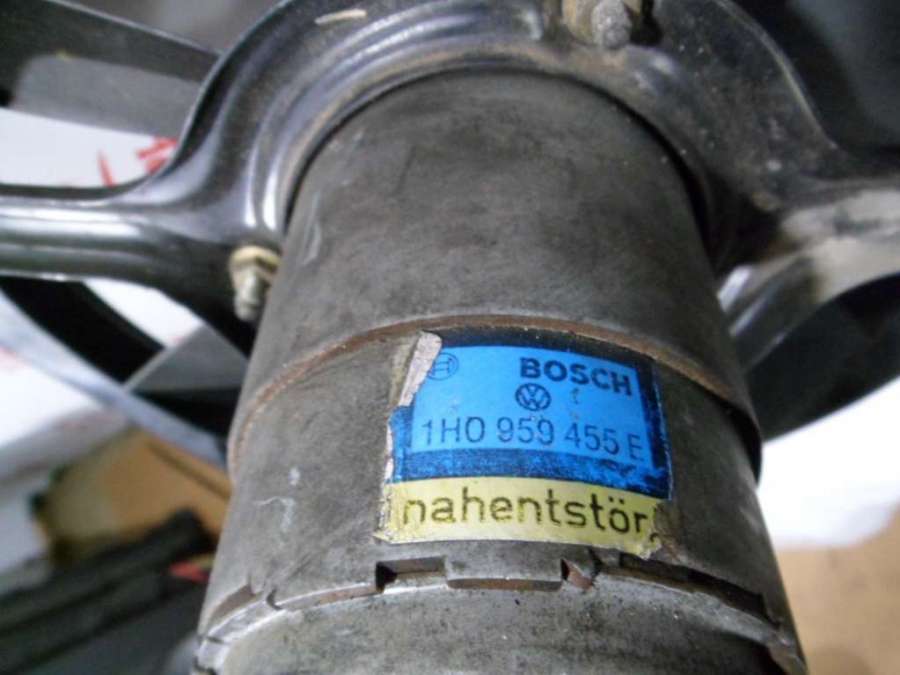 BOSCH
1H0 959 455 E
nahentstör